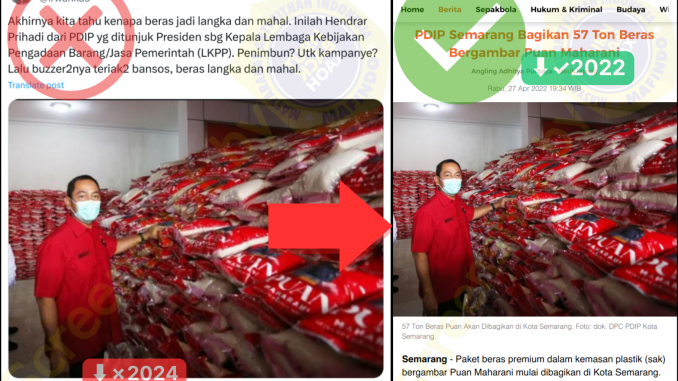 Akhirnya kita tahu kenapa beras jadi langka dan mahal. Inilah Hendrar
Prihadi dari PDIP yg ditunjuk Presiden sbg Kepala Lembaga Kebijakan
Pengadaan Barang/Jasa Pemerintah (LKPP). Penimbun? Utk kampanye?
Lalu buzzer2nya teriak2 bansos, beras langka dan mahal.
Translate post
PUAN
⬇×2024
Home Berita Sepakbola Hukum & Kriminal Budaya Wi
PDIP Semarang Bagikan 57 Ton Beras
Bergambar Puan Maharani
Angling Adhitya
⬇×2022
Rabu, 27 Apr 2022 19:34 WIB
57 Ton Beras Puan Akan Dibagikan di Kota Semarang. Foto: dok. DPC PDIP Kota
Semarang.
Semarang - Paket beras premium dalam kemasan plastik (sak)
bergambar Puan Maharani mulai dibagikan di Kota Semarang.